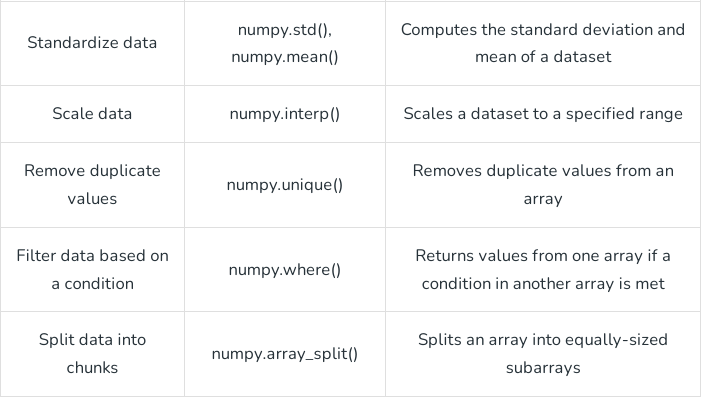 Standardize data
numpy.std(),
numpy.mean()
Computes the standard deviation and
mean of a dataset
Scale data
numpy.interp()
Scales a dataset to a specified range
Remove duplicate
values
numpy.unique()
Removes duplicate values from an
array
Filter data based on
a condition
numpy.where()
Returns values from one array if a
condition in another array is met
Split data into
chunks
numpy.array_split()
Splits an array into equally-sized
subarrays